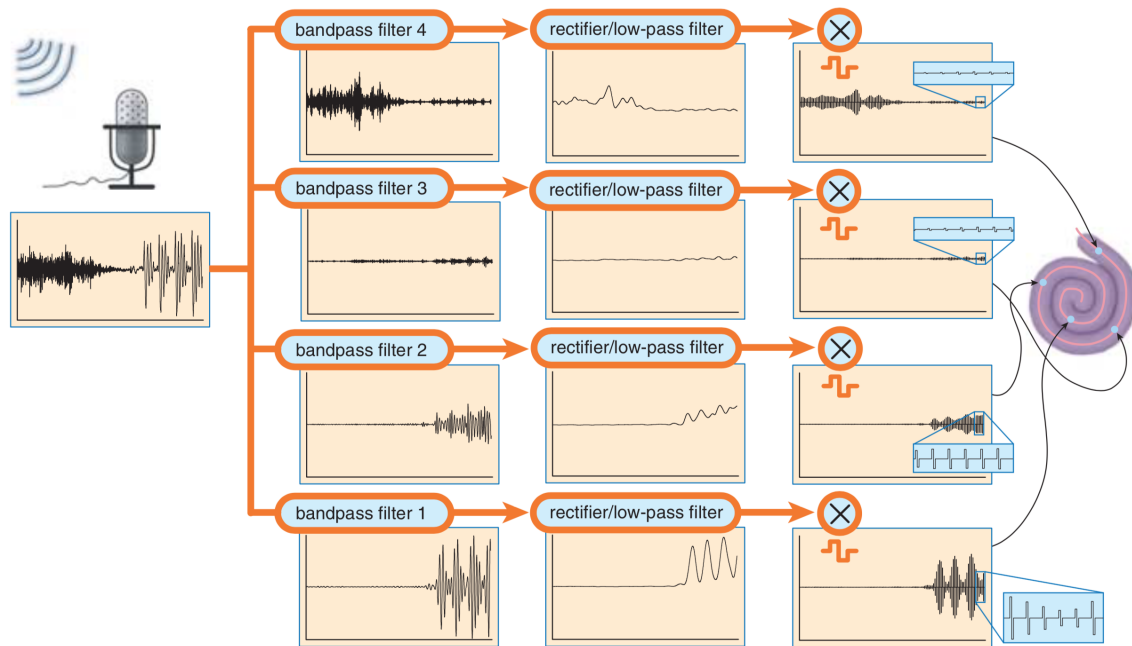 bandpass filter 4
rectifier/low-pass filter
bandpass filter 3
rectifier/low-pass filter
bandpass filter 2
rectifier/low-pass filter
bandpass filter 1
rectifier/low-pass filter